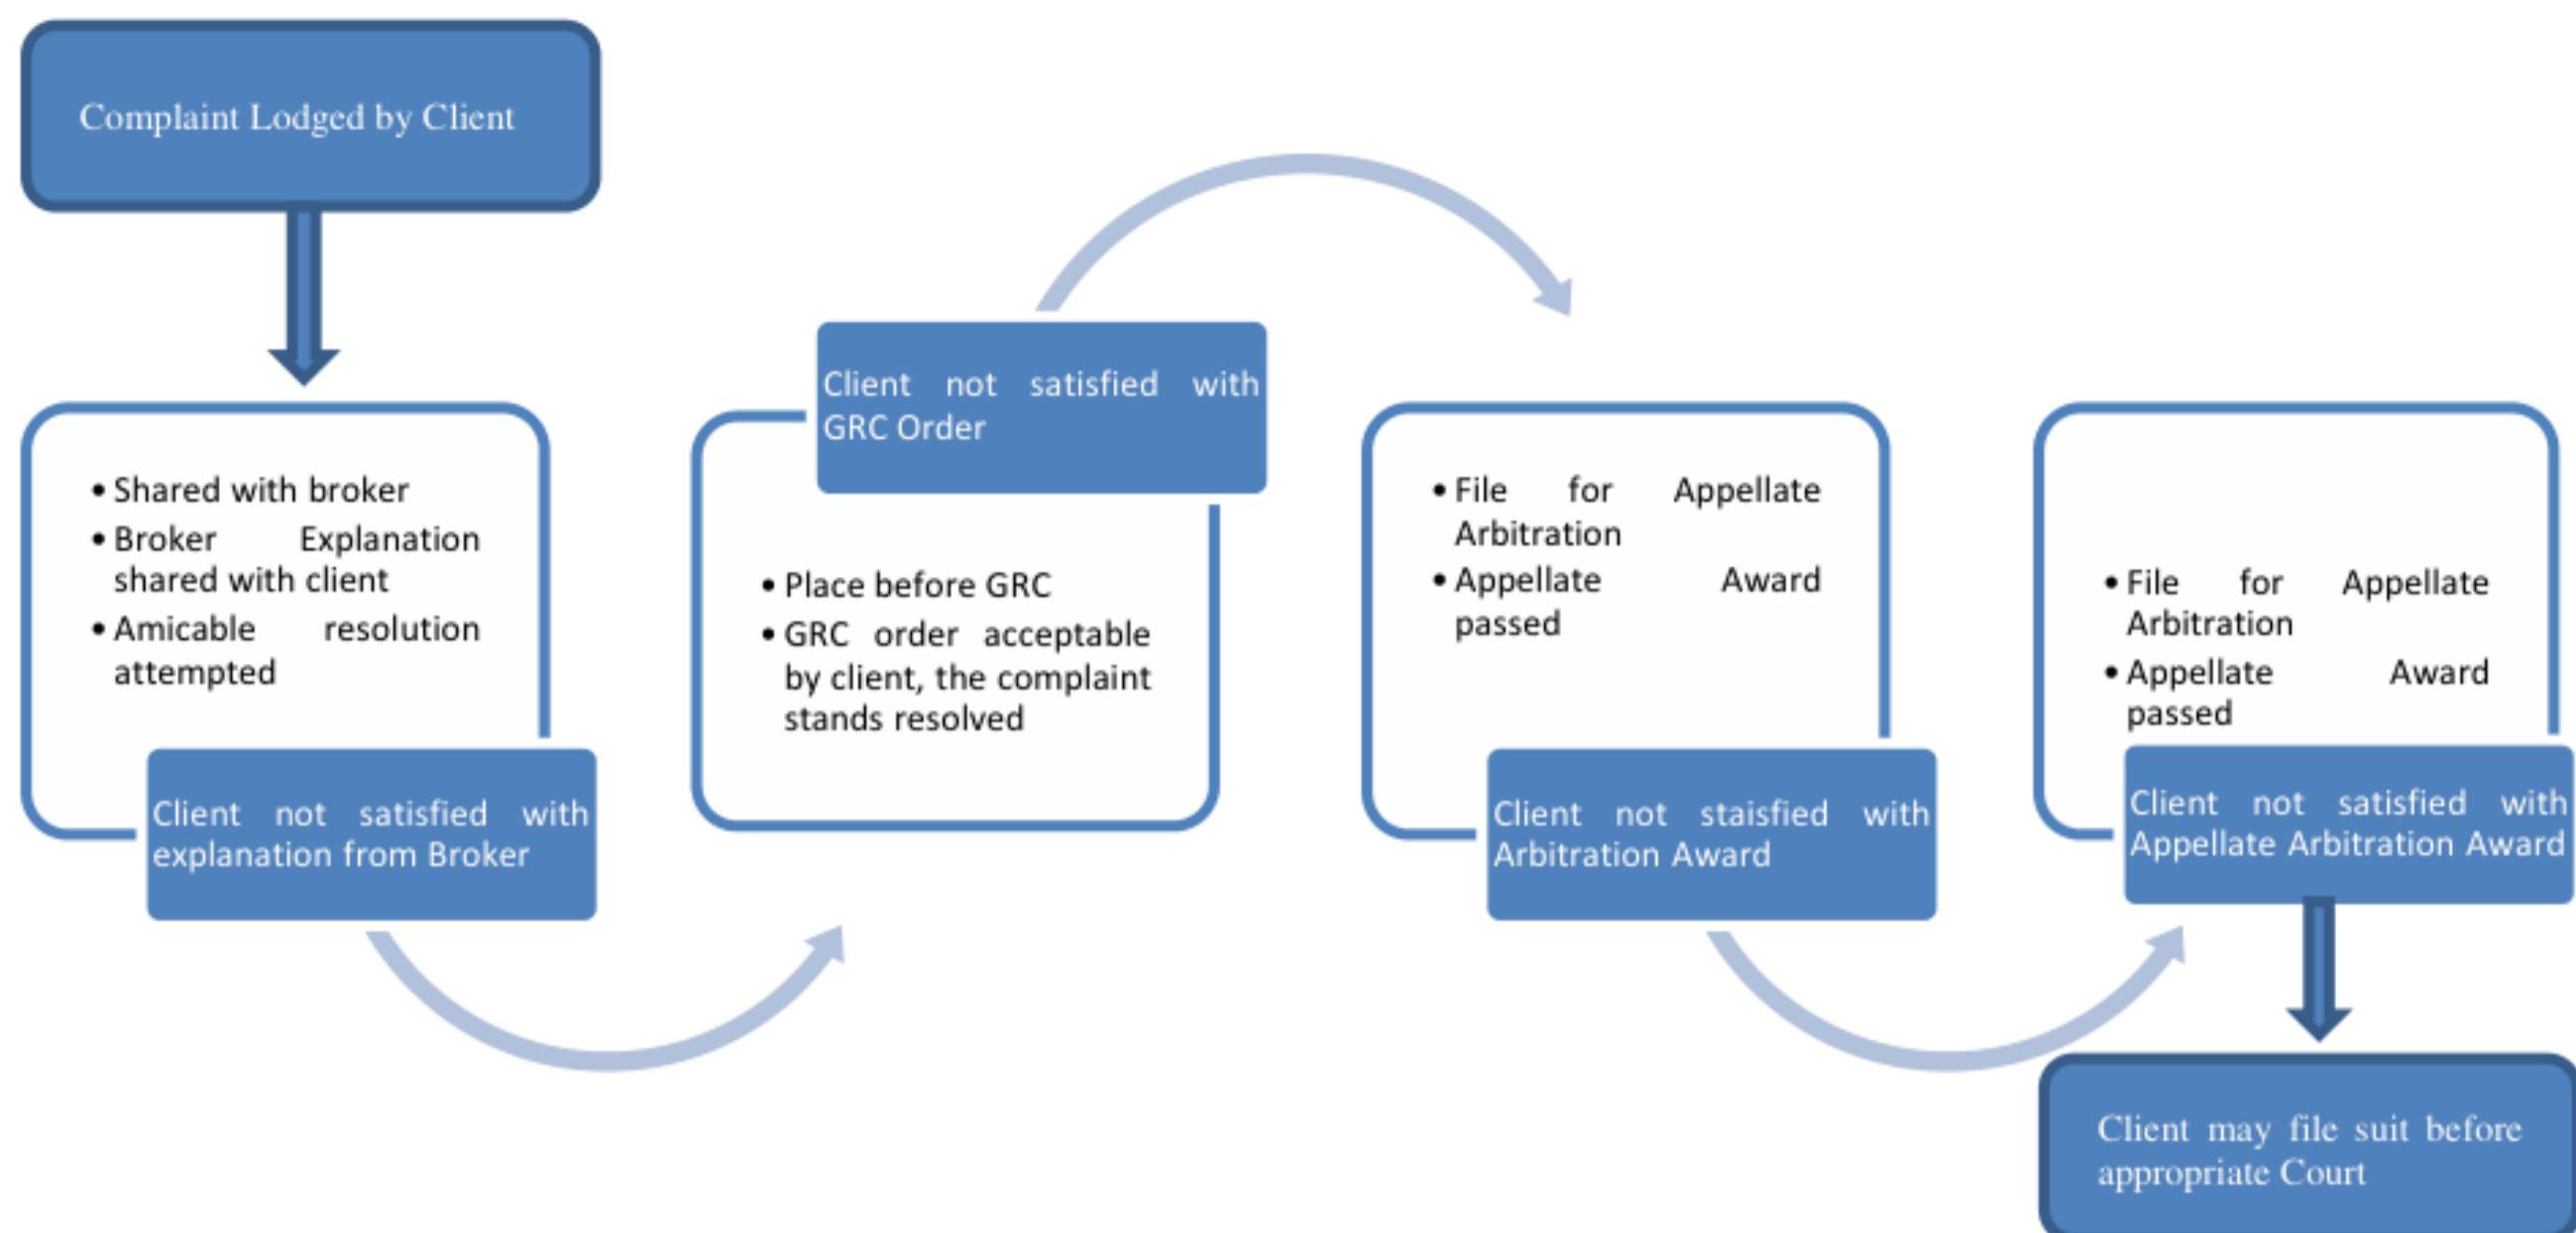 Complaint Lodged by Client
• Shared with broker
• Broker Explanation
shared with client
• Amicable resolution
attempted
Client not satisfied with
explanation from Broker
Client not satisfied with
GRC Order
• Place before GRC
• GRC order acceptable
by client, the complaint
stands resolved
• File for Appellate
Arbitration
• Appellate Award
passed
Client not staisfied with
Arbitration Award
• File for Appellate
Arbitration
• Appellate Award
passed
Client not satisfied with
Appellate Arbitration Award
Client may file suit before
appropriate Court